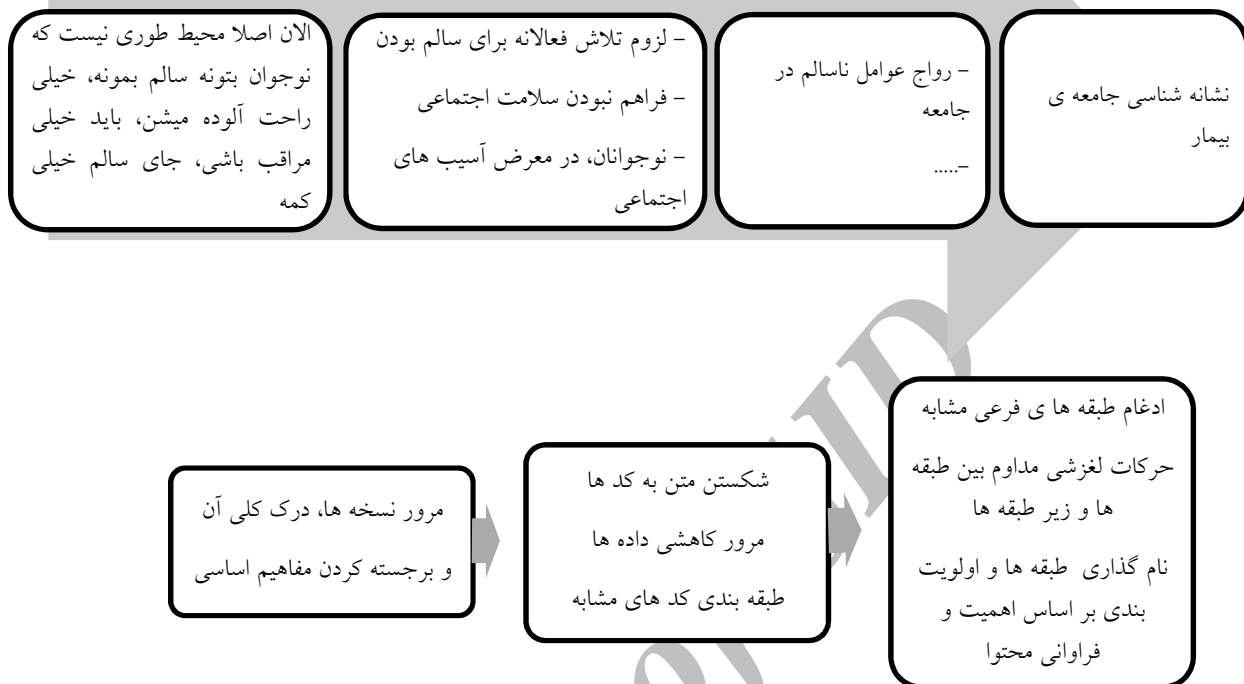 الان اصلا محیط طوری نیست که
نوجوان بتونه سالم بمونه، خیلی
راحت آلوده میشن، باید خیلی
مراقب باشی، جای سالم خیلی
کمه
– لزوم تلاش فعالانه برای سالم بودن
– فراهم نبودن سلامت اجتماعی
– نوجوانان، در معرض آسیب های
اجتماعی
– رواج عوامل ناسالم در
جامعه
–.....
نشانه شناسی جامعه ی
بیمار
مرور نسخه ها، درک کلی آن
و برجسته کردن مفاهیم اساسی
شکستن متن به کد ها
مرور کاهشی داده ها
طبقه بندی کد های مشابه
ادغام طبقه ها ی فرعی مشابه
حرکات لغزشی مداوم بین طبقه
ها و زیر طبقه ها
نام گذاری طبقه ها و اولویت
بندی بر اساس اهمیت و
فراوانی محتوا